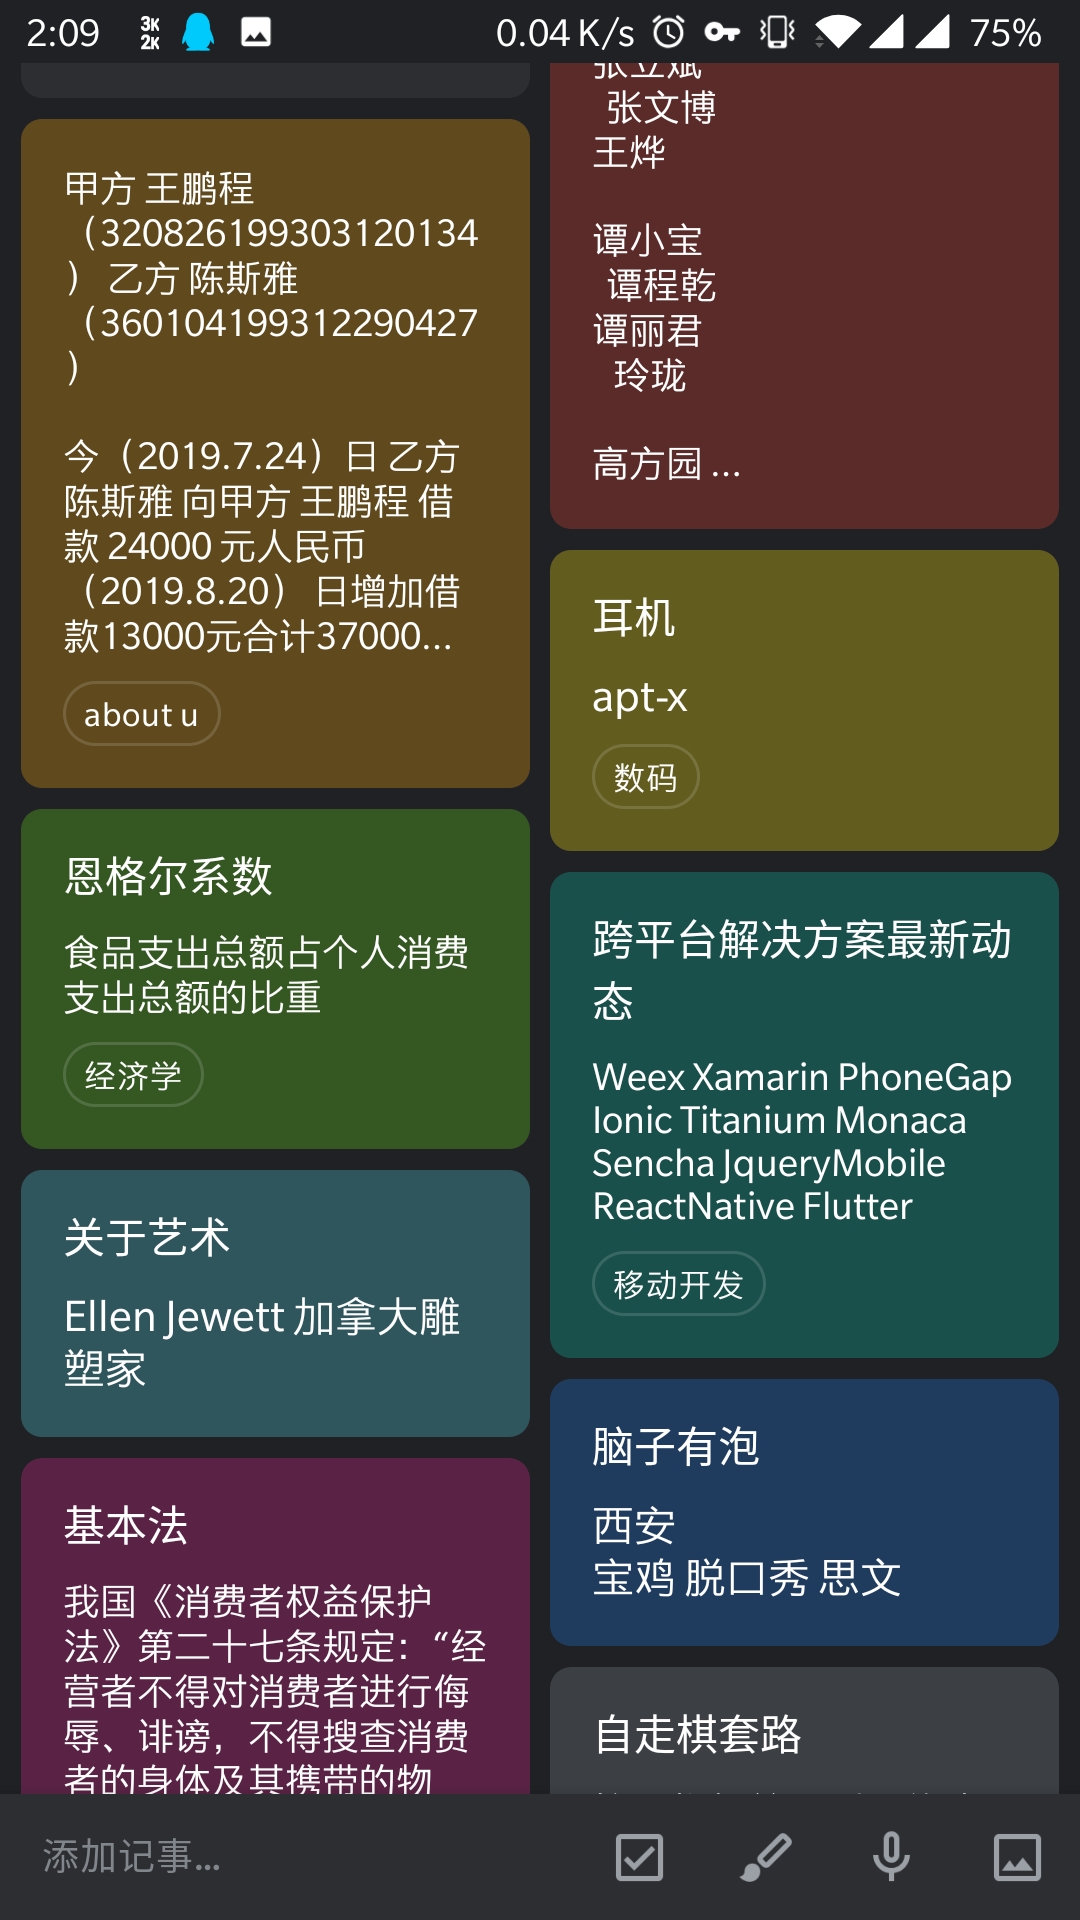 2:09
3K
2K
0.04 K/s
75%
甲方 王鹏程
（320826199303120134
） 乙方 陈斯雅
（360104199312290427
）
今（2019.7.24）日 乙方
陈斯雅 向甲方 王鹏程 借
款 24000 元人民币
（2019.8.20） 日增加借
款13000元合计37000...
about u
恩格尔系数
食品支出总额占个人消费
支出总额的比重
经济学
关于艺术
Ellen Jewett 加拿大雕
塑家
基本法
我国《消费者权益保护
法》第二十七条规定：“经
营者不得对消费者进行侮
辱、诽谤，不得搜查消费
者的身体及其携带的物
张立斌
张文博
王烨
谭小宝
谭程乾
谭丽君
玲珑
高方园 ...
耳机
apt-x
数码
跨平台解决方案最新动
态
Weex Xamarin PhoneGap
Ionic Titanium Monaca
Sencha JqueryMobile
ReactNative Flutter
移动开发
脑子有泡
西安
宝鸡 脱口秀 思文
自走棋套路
添加记事...